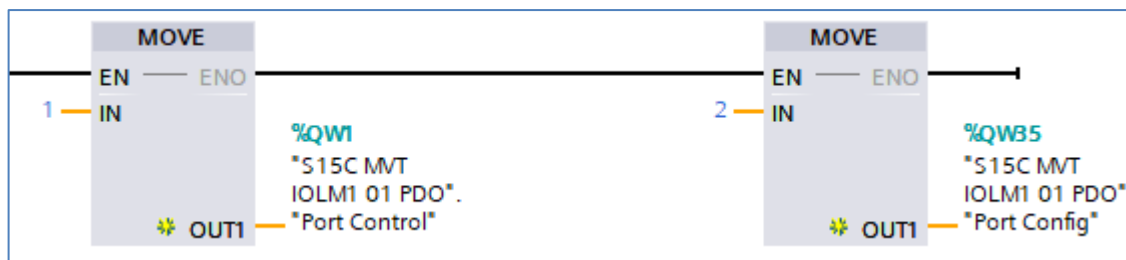 MOVE
EN ENO
1 IN
%QW1
"S15C MVT
IOLM1 01 PDO".
"Port Control"
OUT1
MOVE
EN ENO
2 IN
%QW35
"S15C MVT
IOLM1 01 PDO"
"Port Config"
OUT1